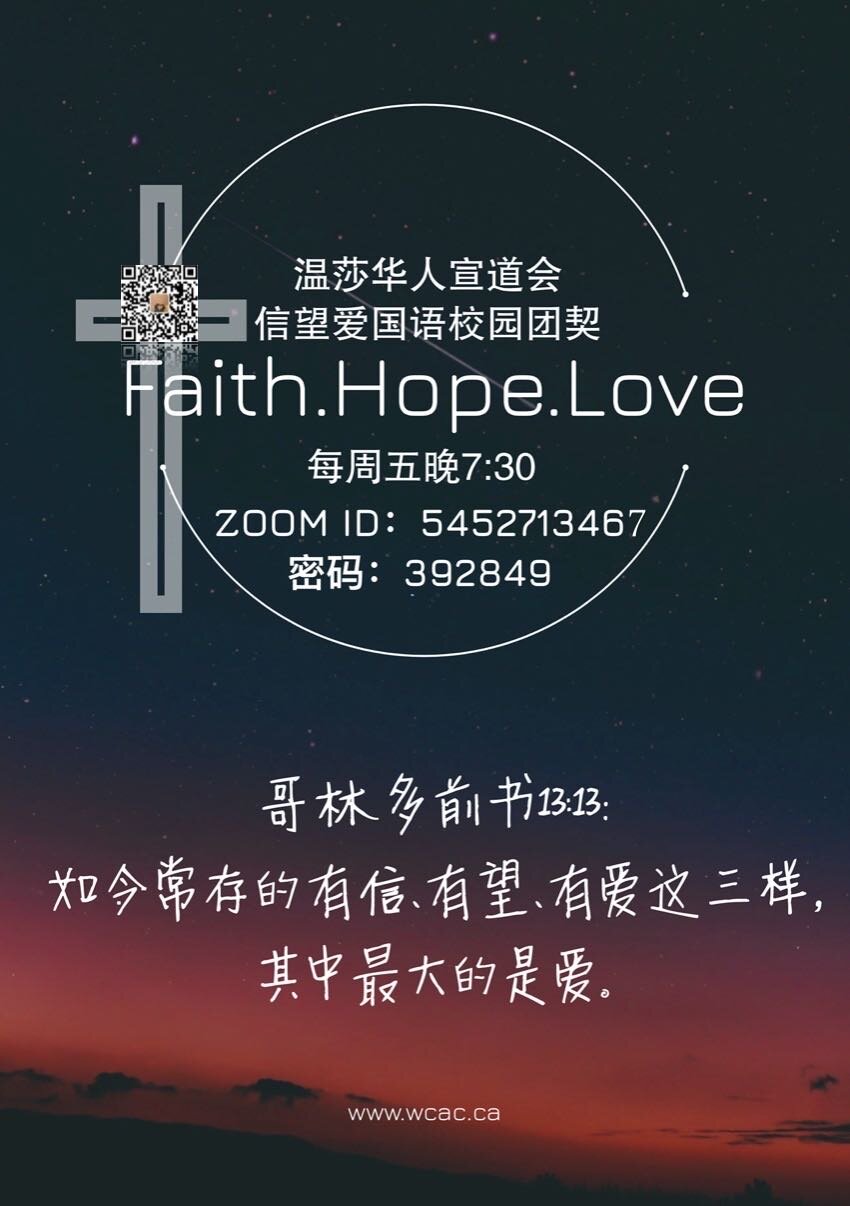 温莎华人宣道会
信望爱国语校园团契
Faith.Hope.Love
每周五晚7:30
ZOOM ID：5452713467
密码：392849
哥林多前书13:13:
如今常存的有信、有望、有爱这三样，
其中最大的是爱。
www.wcac.ca